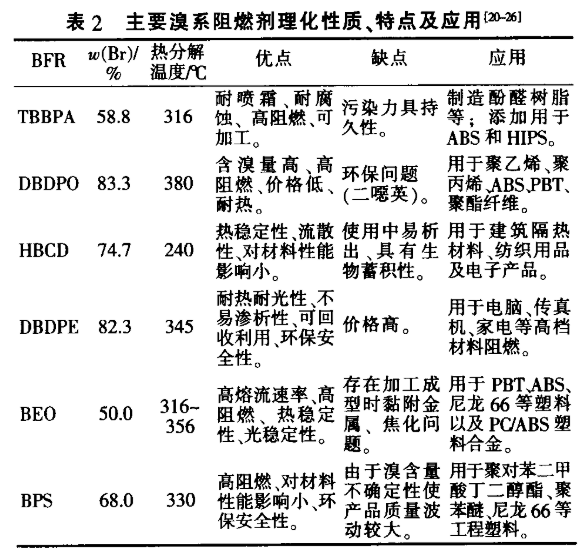 表 2 主要溴系阻燃剂理化性质、特点及应用[20-26]
BFR w(Br)/% 热分解温度/℃ 优点 缺点 应用
TBBPA 58.8 316 耐喷霜、耐腐蚀、高阻燃、可加工。 污染力具持久性。 制造酚醛树脂等；添加用于ABS和HIPS。
DBDPO 83.3 380 含溴量高、高阻燃、价格低、耐热。 环保问题(二噁英)。 用于聚乙烯、聚丙烯、ABS、PBT、聚酯纤维。
HBCD 74.7 240 热稳定性、流散性、对材料性能影响小。 使用中易析出、具有生物蓄积性。 用于建筑隔热材料、纺织用品及电子产品。
DBDPE 82.3 345 耐热耐光性、不易渗析性、可回收利用、环保安全性。 价格高。 用于电脑、传真机、家电等高档材料阻燃。
BEO 50.0 316~356 高熔流速率、高阻燃、热稳定性、光稳定性。 存在加工成型时黏附金属、焦化问题。 用于 PBT、ABS、尼龙 66 等塑料以及 PC/ABS 塑料合金。
BPS 68.0 330 高阻燃、对材料性能影响小、环保安全性。 由于溴含量不确定性使产品质量波动较大。 用于聚对苯二甲酸丁二醇酯、聚苯醚、尼龙 66 等工程塑料。